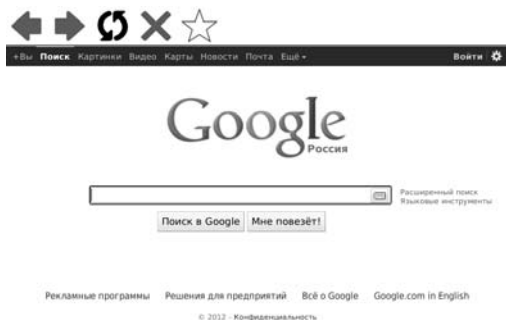 +Вы Поиск Картинки Видео Карты Новости Почта Ещё Войти
Google
Россия
Расширенный поиск
Языковые инструменты
Поиск в Google Мне повезёт!
Рекламные программы Решения для предприятий Всё о Google Google.com in English
© 2012 - Конфиденциальность